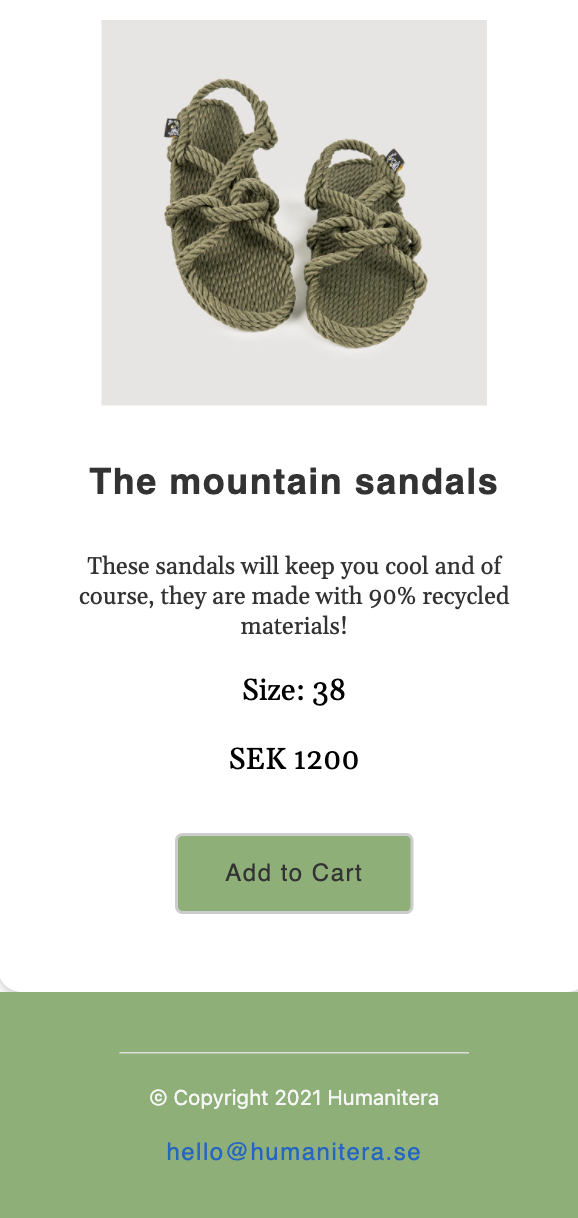 The mountain sandals
These sandals will keep you cool and of
course, they are made with 90% recycled
materials!
Size: 38
SEK 1200
Add to Cart
© Copyright 2021 Humanitera
hello@humanitera.se